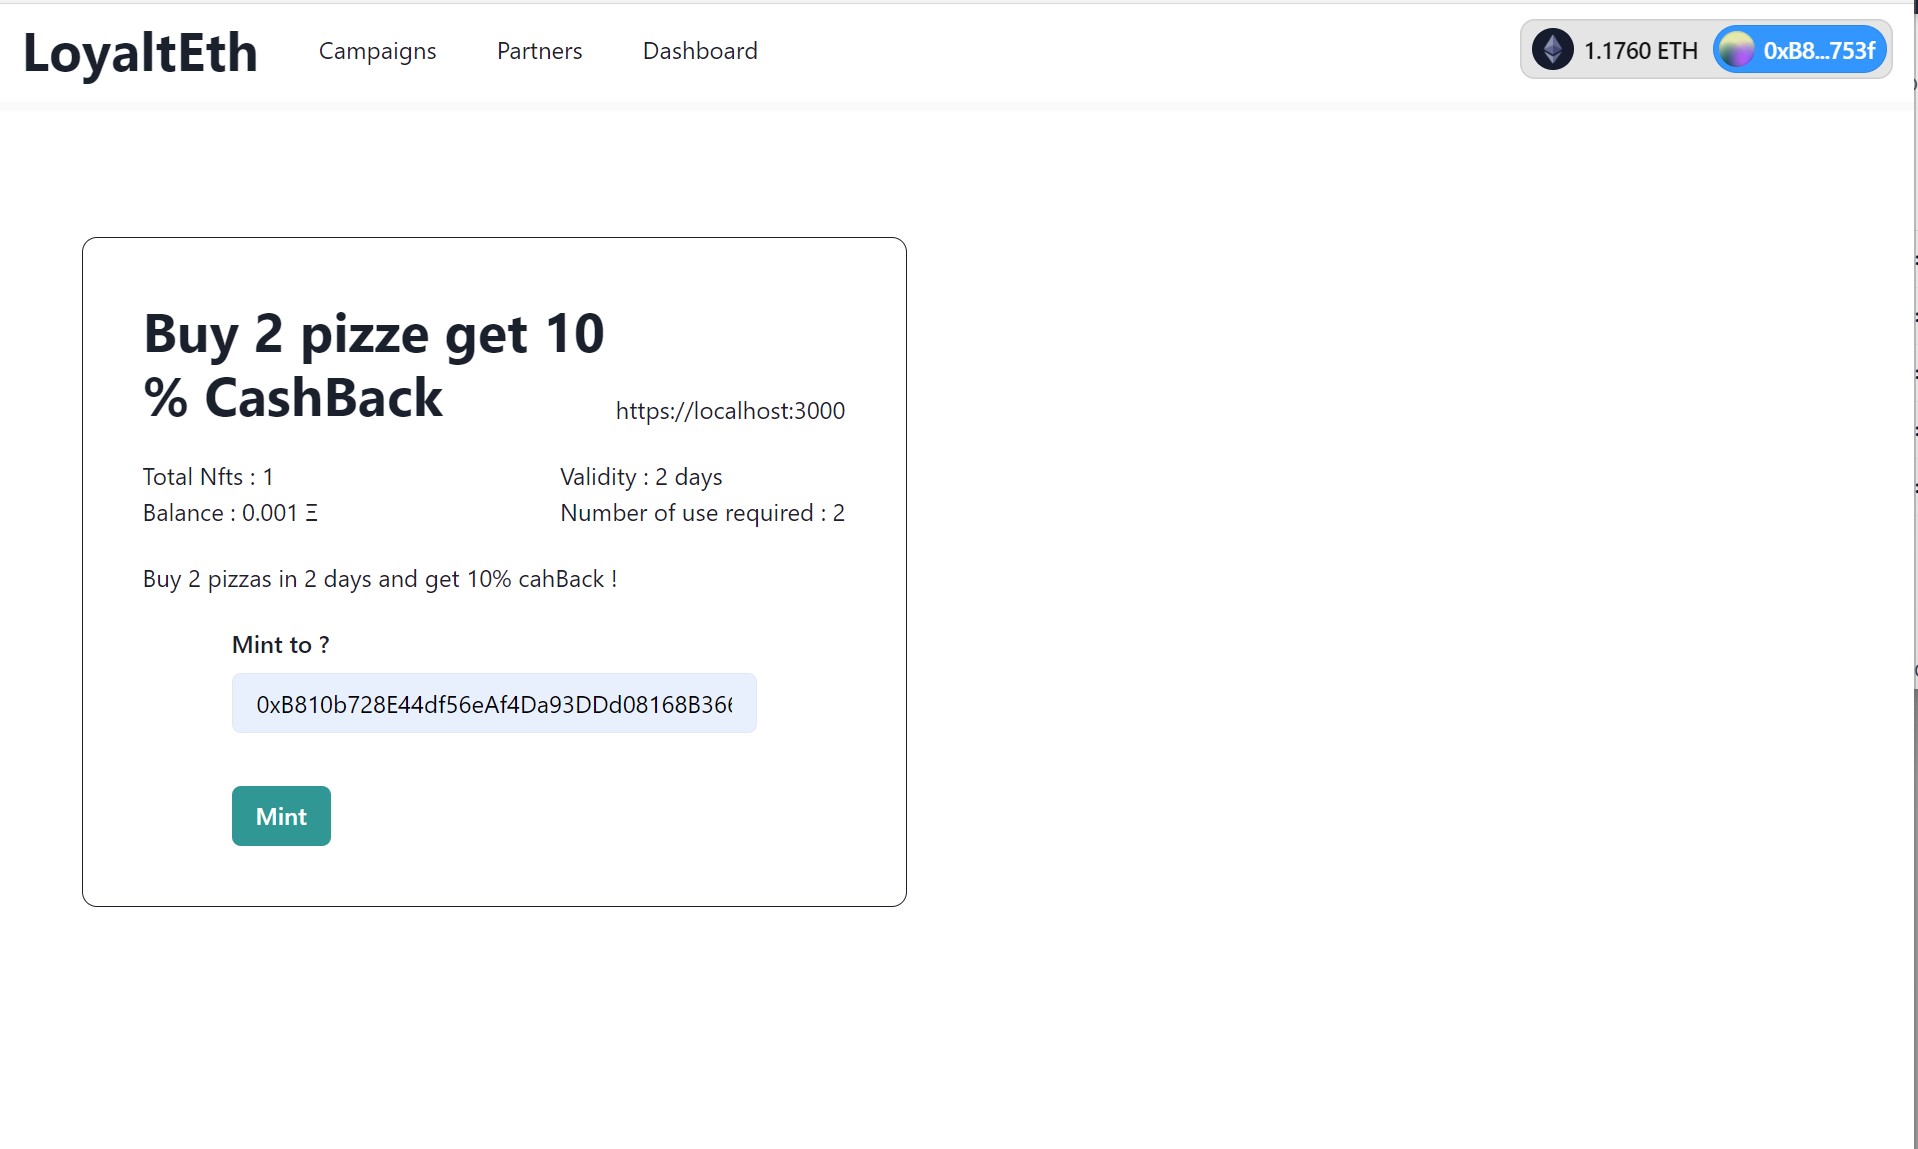 LoyaltEth Campaigns Partners Dashboard 1.1760 ETH 0xB8...753f
Buy 2 pizze get 10
% CashBack
https://localhost:3000
Total Nfts : 1 Validity : 2 days
Balance : 0.001 Ξ Number of use required : 2
Buy 2 pizzas in 2 days and get 10% cahBack !
Mint to ?
0xB810b728E44df56eAf4Da93DDd08168B366
Mint